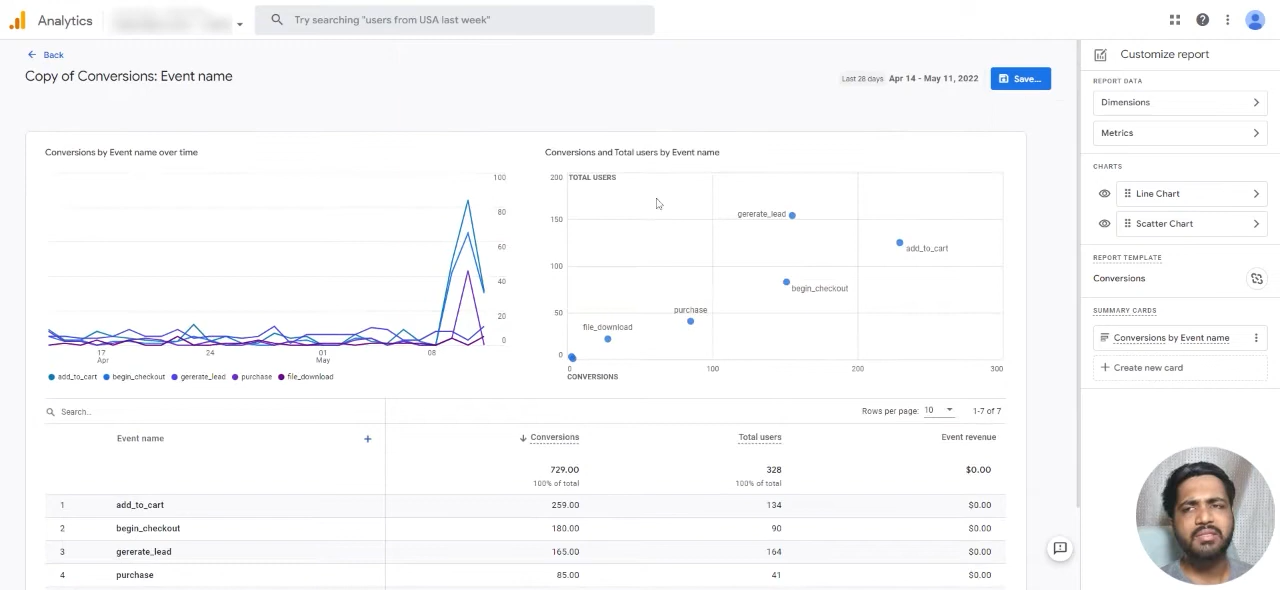 Analytics
Try searching "users from USA last week"
Back
Copy of Conversions: Event name
Last 28 days Apr 14 - May 11, 2022
Save...
Conversions by Event name over time
100
80
60
40
20
0
17
Apr
24
01
May
08
add_to_cart begin_checkout gererate_lead purchase file_download
Conversions and Total users by Event name
200
150
100
50
0
TOTAL USERS
gererate_lead
add_to_cart
begin_checkout
purchase
file_download
0 100 200 300
CONVERSIONS
Search...
Rows per page: 10 1-7 of 7
Event name + Conversions Total users Event revenue
729.00 328 $0.00
100% of total 100% of total
1 add_to_cart 259.00 134 $0.00
2 begin_checkout 180.00 90 $0.00
3 gererate_lead 165.00 164 $0.00
4 purchase 85.00 41 $0.00
Customize report
REPORT DATA
Dimensions
Metrics
CHARTS
Line Chart
Scatter Chart
REPORT TEMPLATE
Conversions
SUMMARY CARDS
Conversions by Event name
+ Create new card